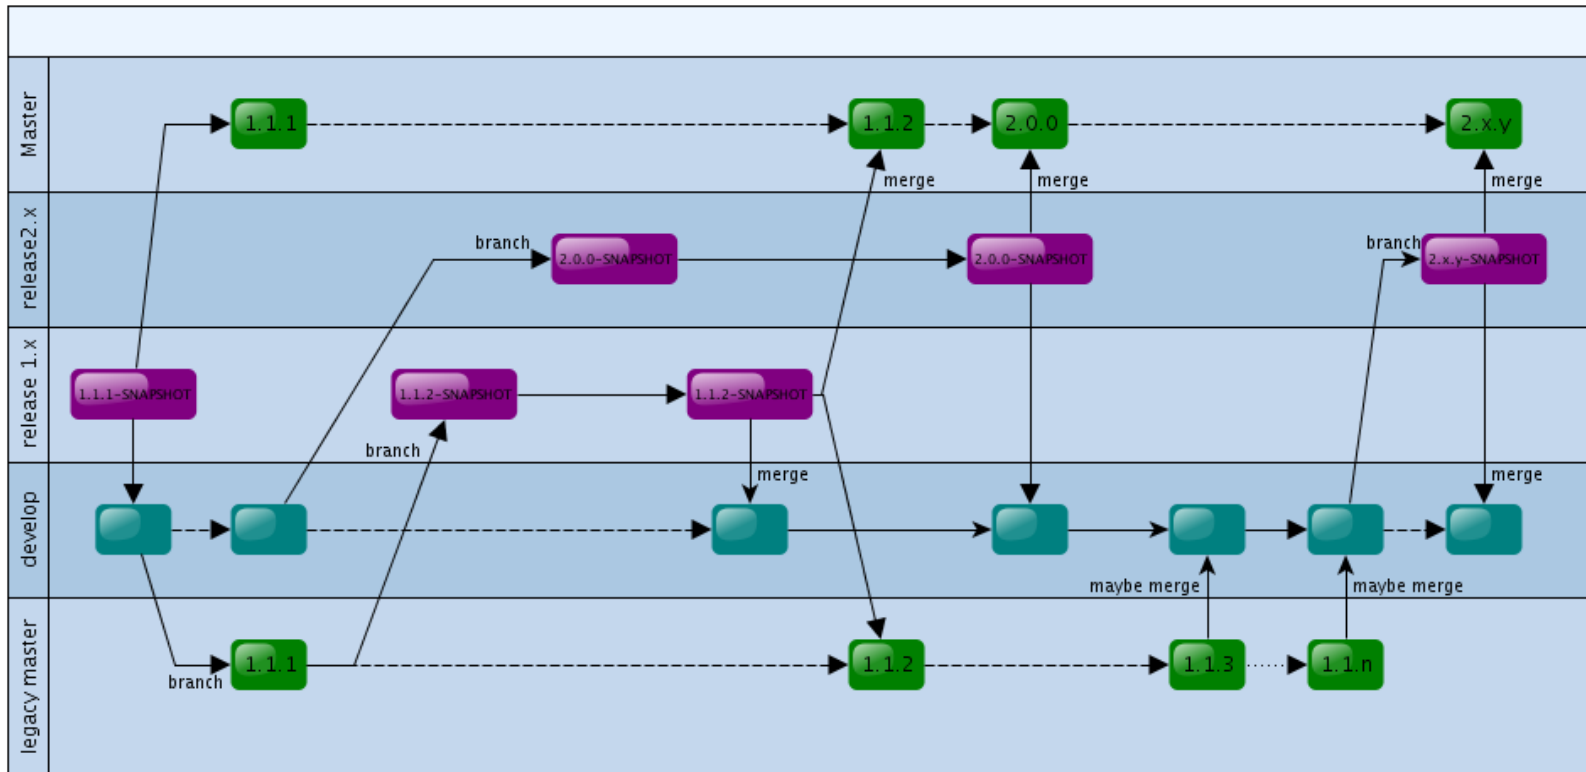 Master
1.1.1
1.1.2
2.0.0
2.x.y
merge
merge
merge
release2.x
branch
2.0.0-SNAPSHOT
2.0.0-SNAPSHOT
branch
2.x.y-SNAPSHOT
release 1.x
1.1.1-SNAPSHOT
1.1.2-SNAPSHOT
1.1.2-SNAPSHOT
branch
develop
merge
merge
maybe merge
maybe merge
legacy master
branch
1.1.1
1.1.2
1.1.3
1.1.n